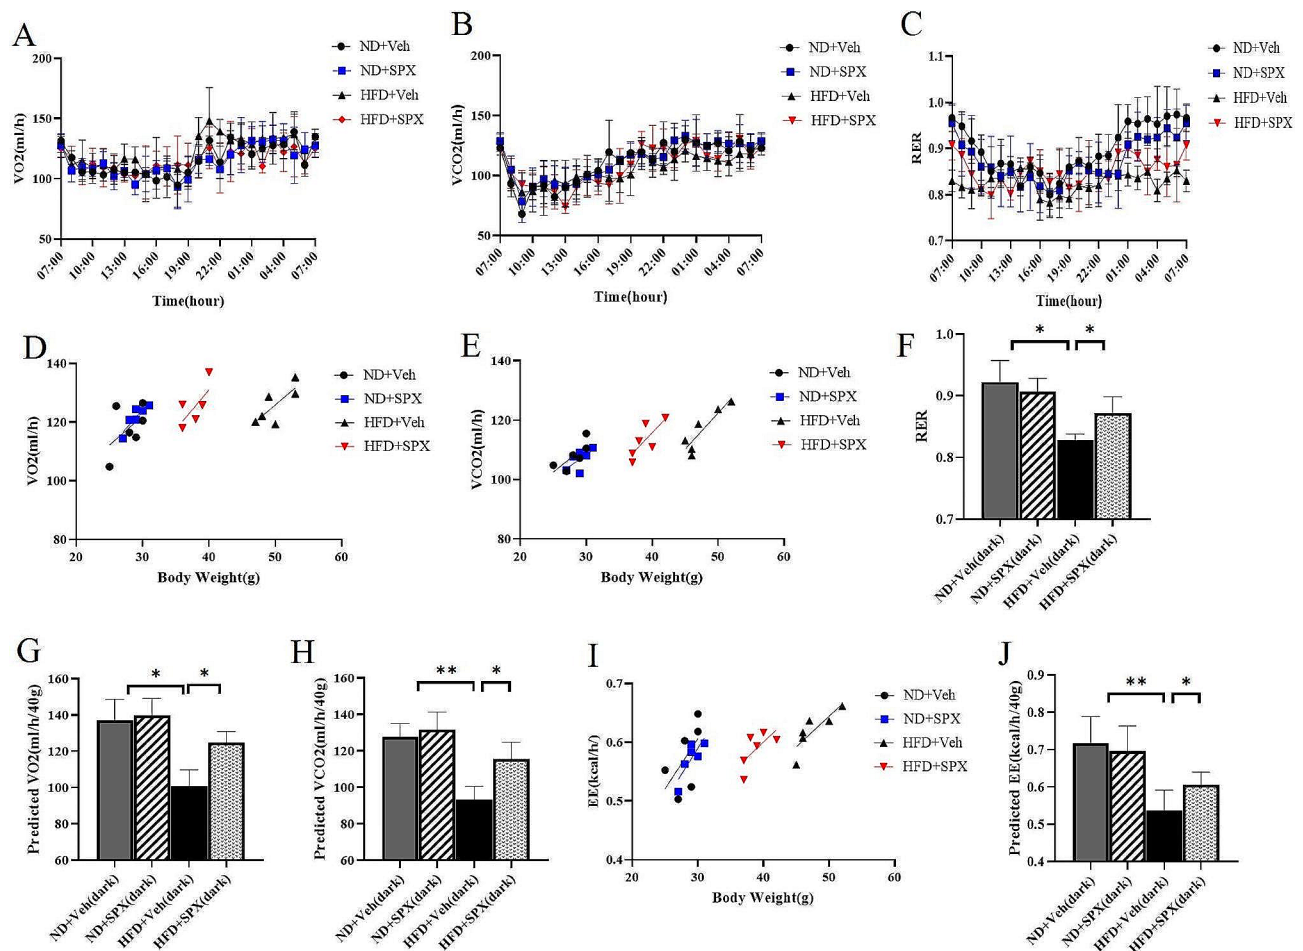 A
VO2(ml/h)
200
150
100
50
07:00
10:00
13:00
16:00
19:00
22:00
01:00
04:00
07:00
Time(hour)
ND+Veh
ND+SPX
HFD+Veh
HFD+SPX
B
VCO2(ml/h)
200
150
100
50
07:00
10:00
13:00
16:00
19:00
22:00
01:00
04:00
07:00
Time(hour)
ND+Veh
ND+SPX
HFD+Veh
HFD+SPX
C
RER
1.1
1.0
0.9
0.8
0.7
07:00
10:00
13:00
16:00
19:00
22:00
01:00
04:00
07:00
Time(hour)
ND+Veh
ND+SPX
HFD+Veh
HFD+SPX
D
VO2(ml/h)
140
120
100
80
20
30
40
50
60
Body Weight(g)
ND+Veh
ND+SPX
HFD+Veh
HFD+SPX
E
VCO2(ml/h)
140
120
100
80
20
30
40
50
60
Body Weight(g)
ND+Veh
ND+SPX
HFD+Veh
HFD+SPX
F
RER
1.0
0.9
0.8
0.7
*
*
ND+Veh(dark)
ND+SPX(dark)
HFD+Veh(dark)
HFD+SPX(dark)
G
Predicted VO2(ml/h/40g)
160
140
120
100
80
60
*
*
ND+Veh(dark)
ND+SPX(dark)
HFD+Veh(dark)
HFD+SPX(dark)
H
Predicted VCO2(ml/h/40g)
160
140
120
100
80
60
**
*
ND+Veh(dark)
ND+SPX(dark)
HFD+Veh(dark)
HFD+SPX(dark)
I
EE(kcal/h/)
0.7
0.6
0.5
0.4
20
30
40
50
60
Body Weight(g)
ND+Veh
ND+SPX
HFD+Veh
HFD+SPX
J
Predicted EE(kcal/h/40g)
0.9
0.8
0.7
0.6
0.5
0.4
**
*
ND+Veh(dark)
ND+SPX(dark)
HFD+Veh(dark)
HFD+SPX(dark)